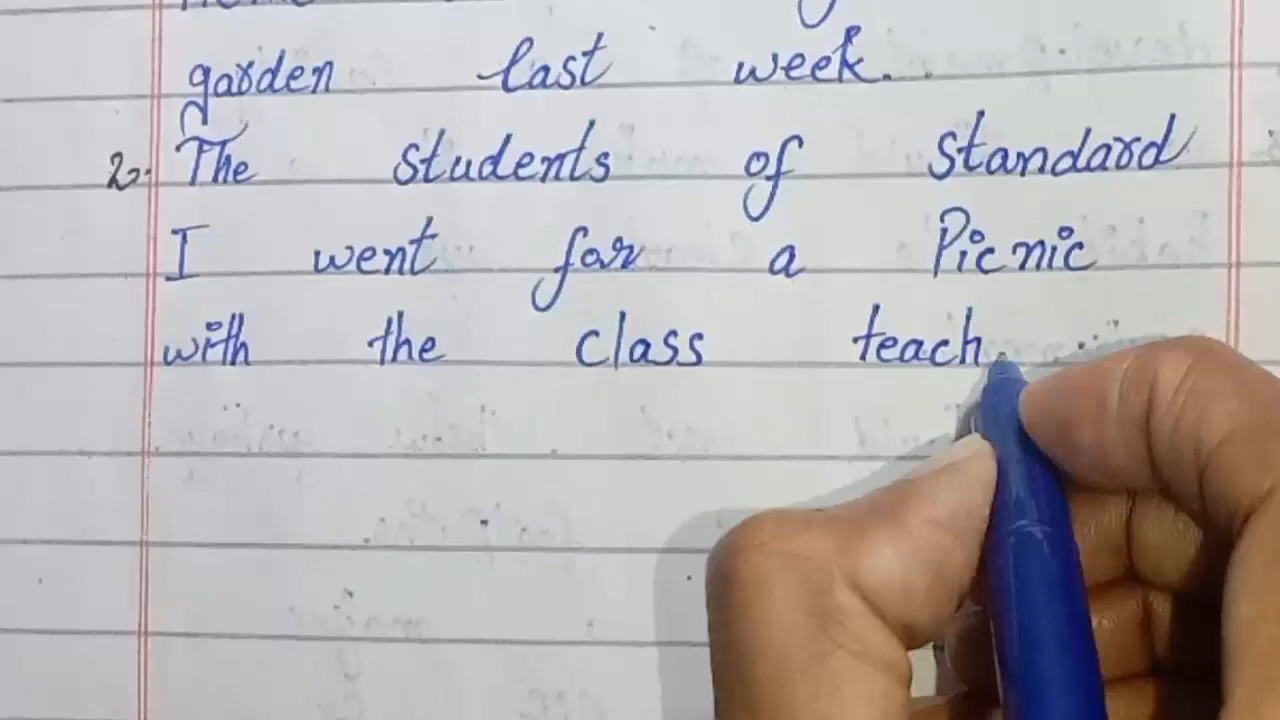 garden last week.
2. The students of standard
I went for a Picnic
with the class teach